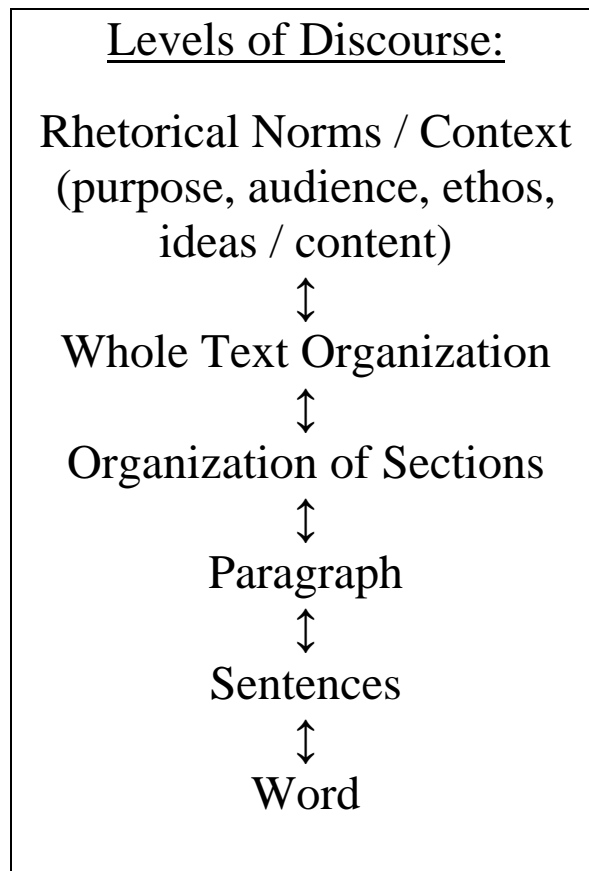 Levels of Discourse:
Rhetorical Norms / Context
(purpose, audience, ethos,
ideas / content)
↕
Whole Text Organization
↕
Organization of Sections
↕
Paragraph
↕
Sentences
↕
Word